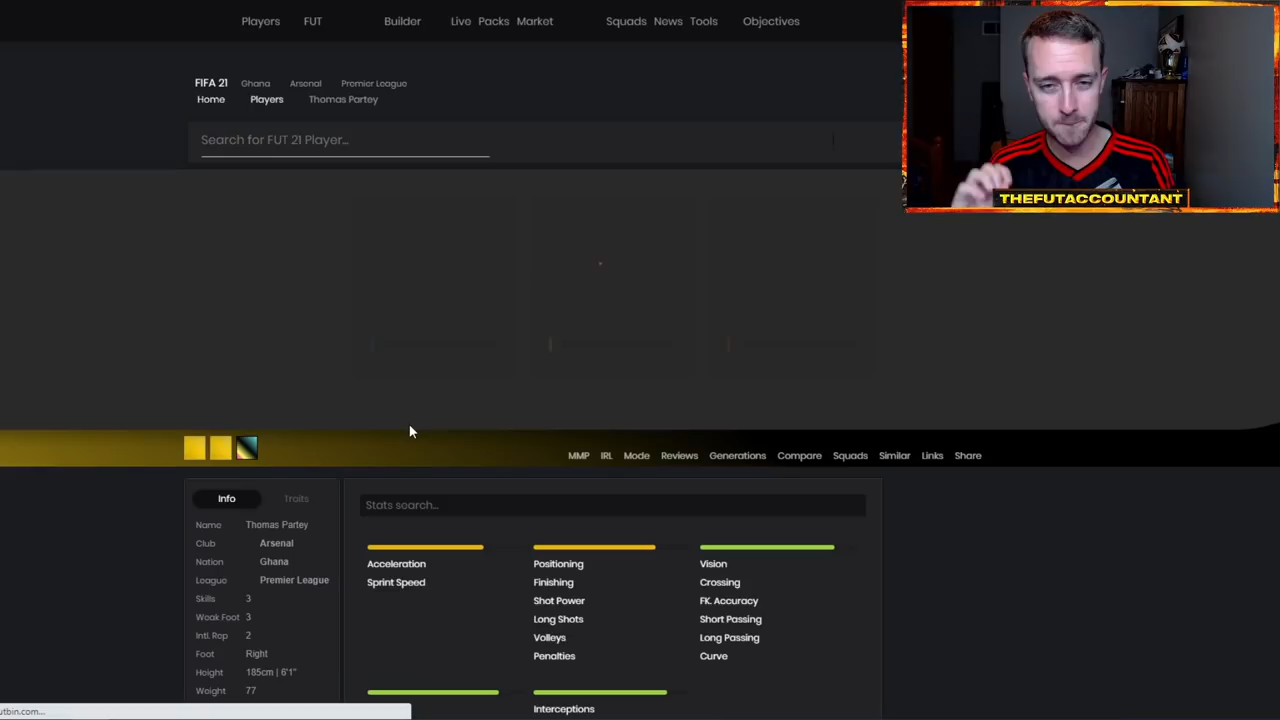 Players FUT Builder Live Packs Market Squads News Tools Objectives
FIFA 21 Ghana Arsenal Premier League
Home Players Thomas Partey
Search for FUT 21 Player...
THEFUTACCOUNTANT
MMP IRL Mode Reviews Generations Compare Squads Similar Links Share
Info Traits
Name Thomas Partey
Club Arsenal
Nation Ghana
League Premier League
Skills 3
Weak Foot 3
Intl. Rep 2
Foot Right
Height 185cm | 6'1"
Weight 77
Stats search...
Acceleration
Sprint Speed
Positioning
Finishing
Shot Power
Long Shots
Volleys
Penalties
Vision
Crossing
FK. Accuracy
Short Passing
Long Passing
Curve
Interceptions
utbin.com...